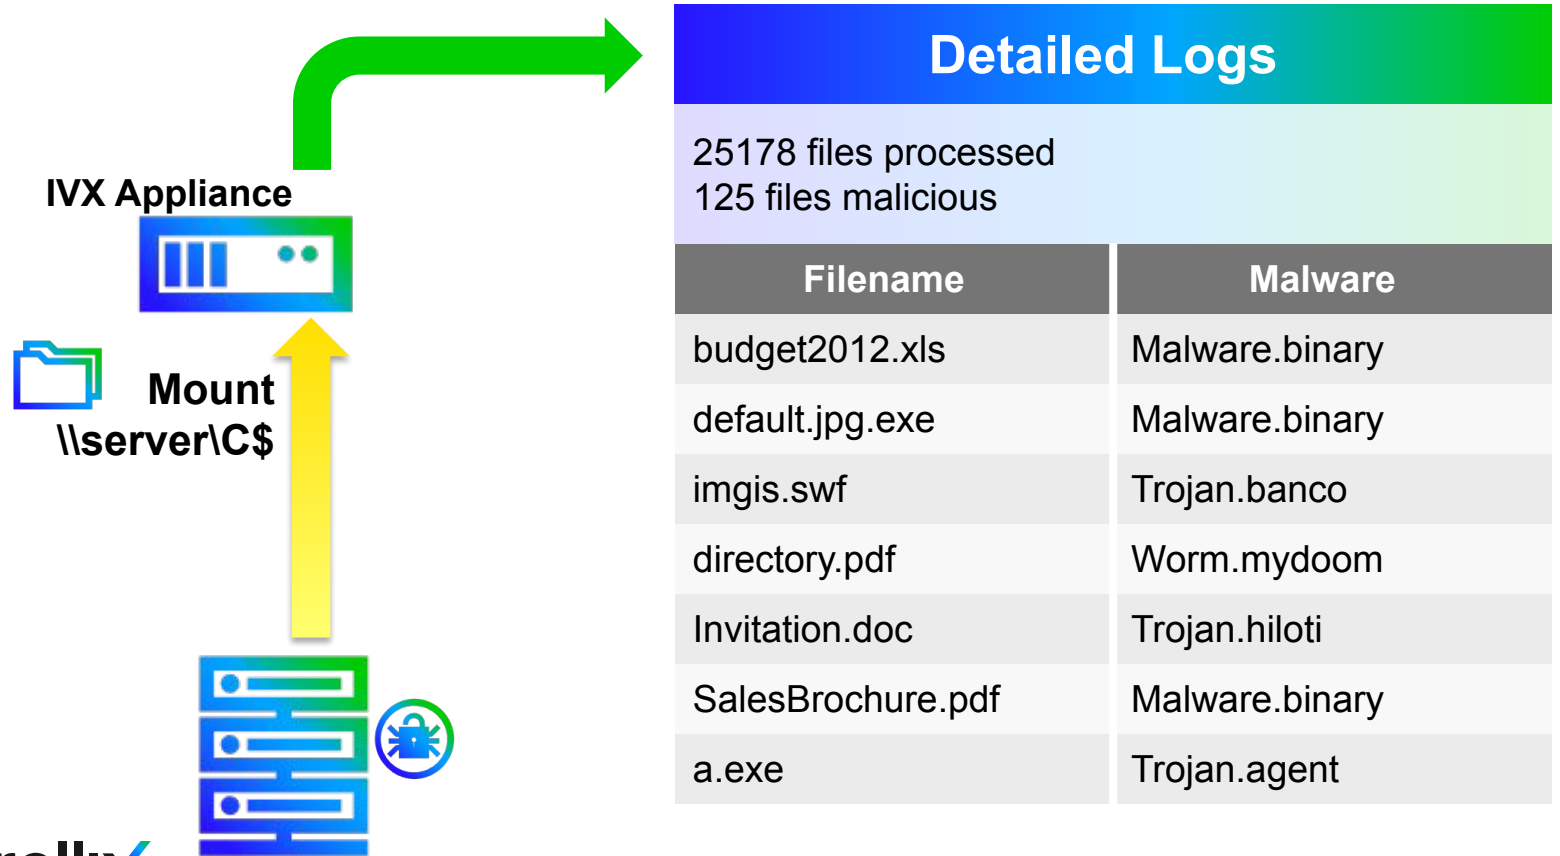 Detailed Logs
25178 files processed
125 files malicious
IVX Appliance
Mount
\\server\C$
Filename Malware
budget2012.xls Malware.binary
default.jpg.exe Malware.binary
imgis.swf Trojan.banco
directory.pdf Worm.mydoom
Invitation.doc Trojan.hiloti
SalesBrochure.pdf Malware.binary
a.exe Trojan.agent